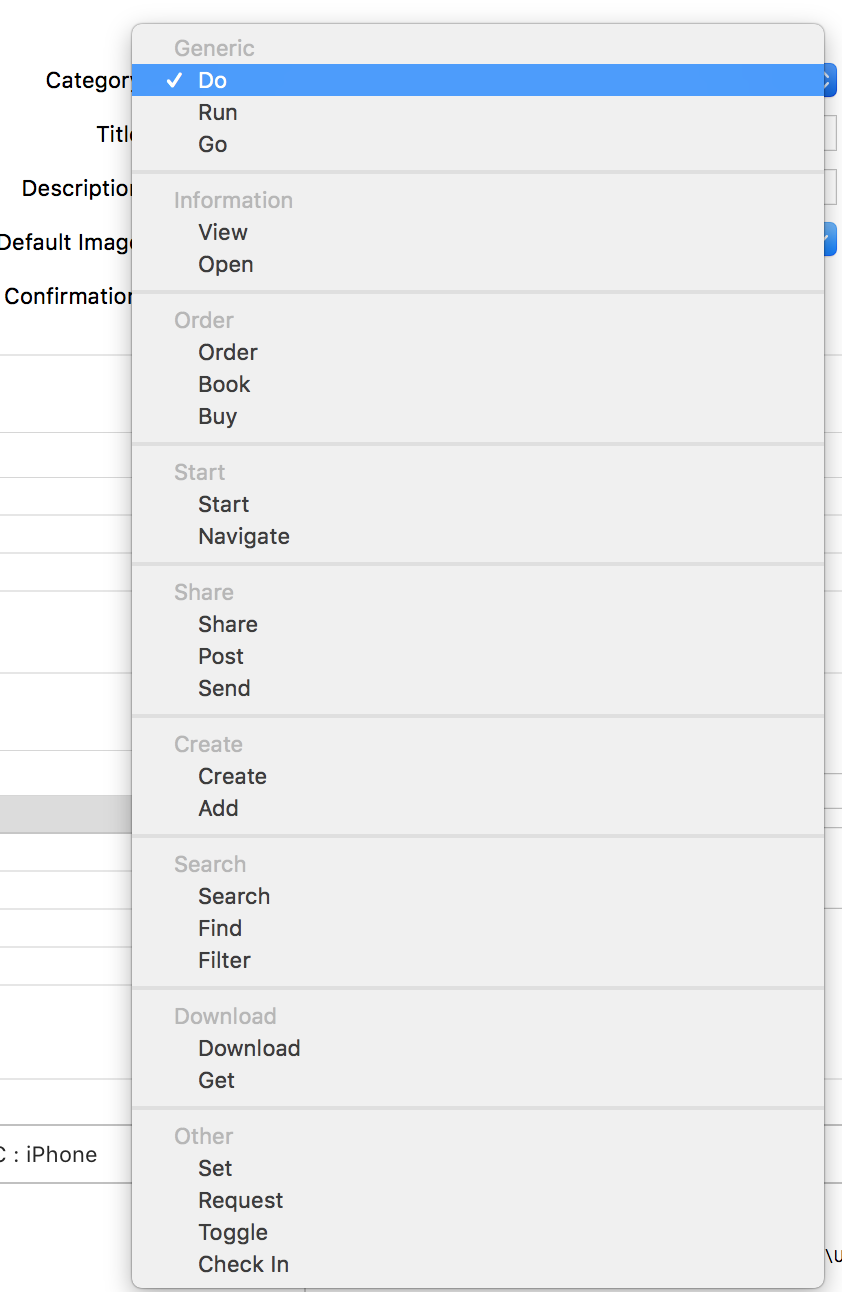 Generic
Category
✓ Do
Run
Title
Go
Description
Information
View
Default Image
Open
Confirmation
Order
Order
Book
Buy
Start
Start
Navigate
Share
Share
Post
Send
Create
Create
Add
Search
Search
Find
Filter
Download
Download
Get
Other
: iPhone
Set
Request
Toggle
Check In